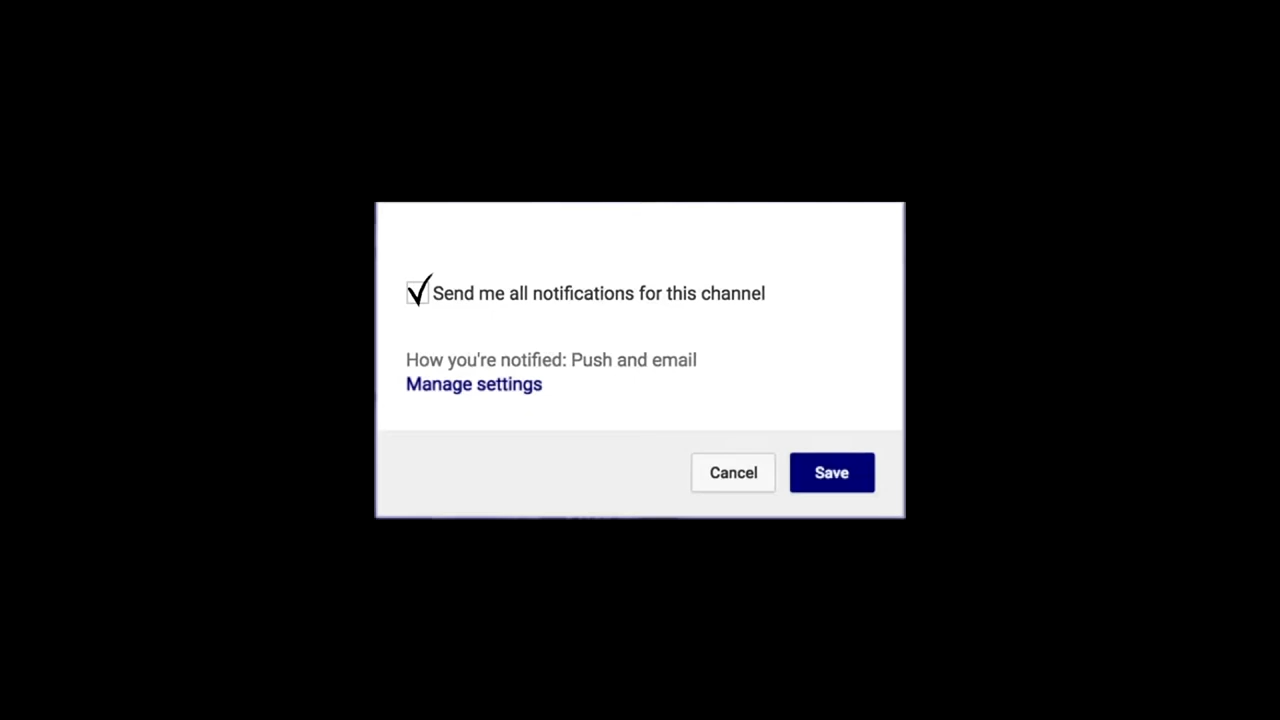 Send me all notifications for this channel
How you're notified: Push and email
Manage settings
Cancel Save